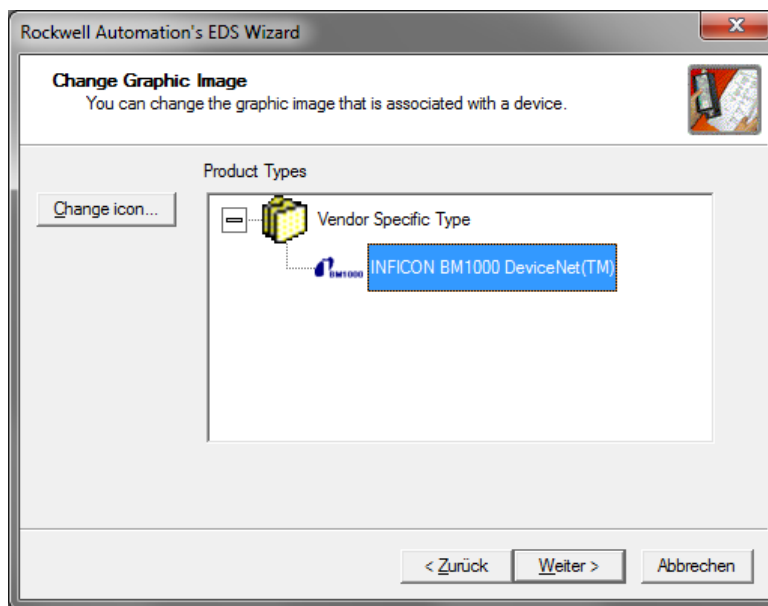 Rockwell Automation's EDS Wizard
Change Graphic Image
You can change the graphic image that is associated with a device.
Product Types
Change icon...
Vendor Specific Type
BM1000
INFICON BM1000 DeviceNet(TM)
< Zurück
Weiter >
Abbrechen